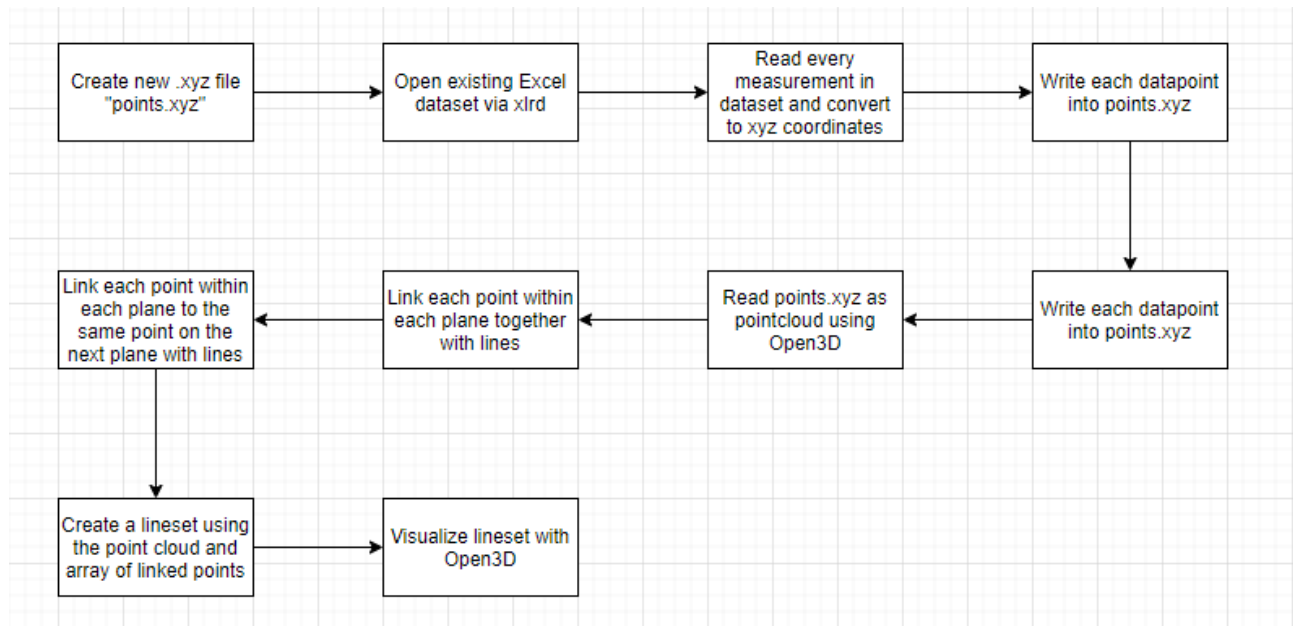 Create new .xyz file
"points.xyz"
Open existing Excel
dataset via xlrd
Read every
measurement in
dataset and convert
to xyz coordinates
Write each datapoint
into points.xyz
Write each datapoint
into points.xyz
Read points.xyz as
pointcloud using
Open3D
Link each point within
each plane together
with lines
Link each point within
each plane to the
same point on the
next plane with lines
Create a lineset using
the point cloud and
array of linked points
Visualize lineset with
Open3D